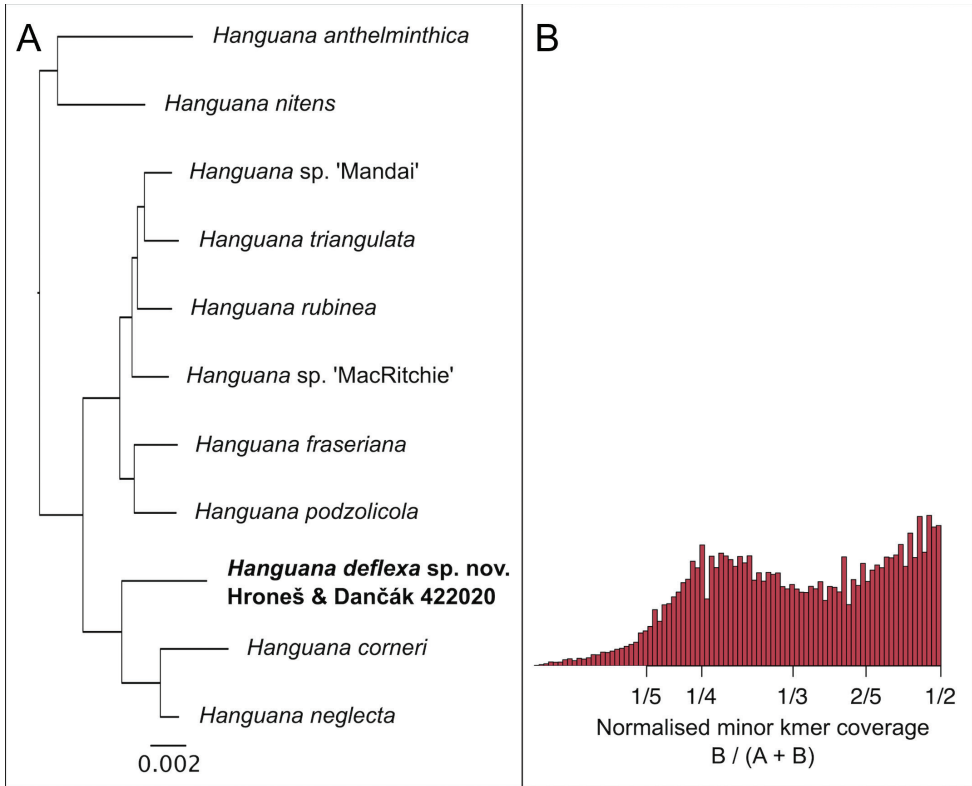 A
Hanguana anthelminthica
Hanguana nitens
Hanguana sp. 'Mandai'
Hanguana triangulata
Hanguana rubinea
Hanguana sp. 'MacRitchie'
Hanguana fraseriana
Hanguana podzolicola
Hanguana deflexa sp. nov.
Hroneš & Dančák 422020
Hanguana corneri
Hanguana neglecta
0.002
B
1/5 1/4 1/3 2/5 1/2
Normalised minor kmer coverage
B / (A + B)